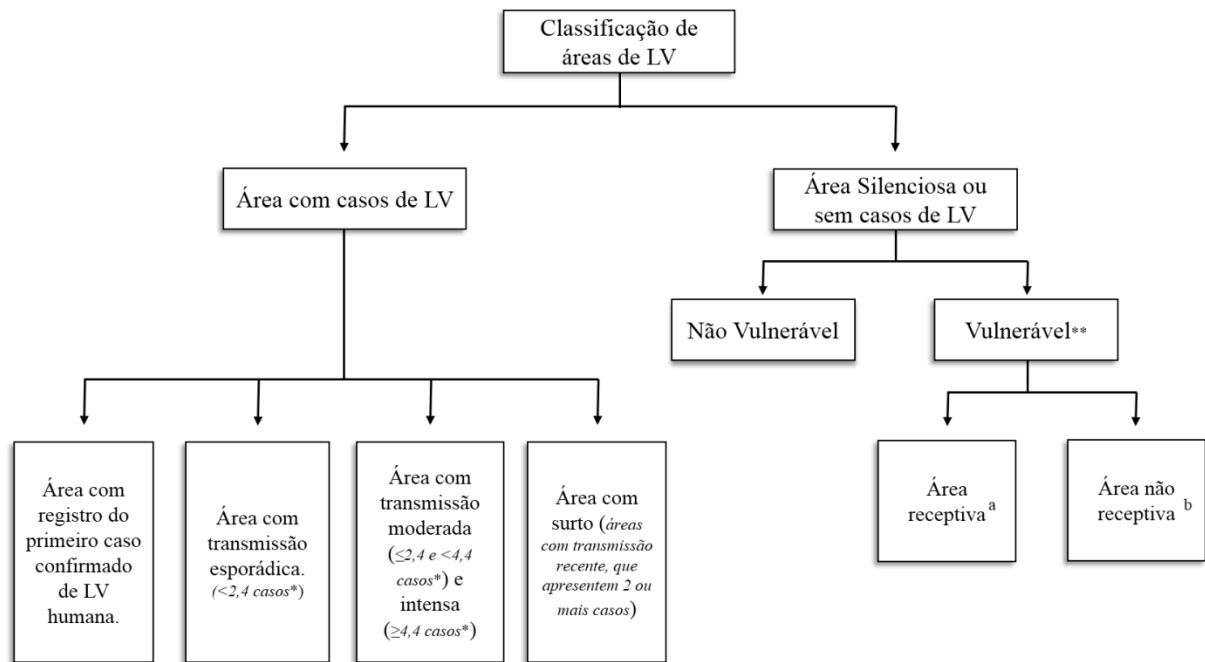 Classificação de
áreas de LV
Área com casos de LV
Área Silenciosa ou
sem casos de LV
Não Vulnerável
Vulnerável**
Área com
registro do
primeiro caso
confirmado
de LV
humana.
Área com
transmissão
esporádica.
(<2,4 casos*)
Área com
transmissão
moderada
(≤2,4 e <4,4
casos*) e
intensa
(≥4,4 casos*)
Área com
surto (áreas
com transmissão
recente, que
apresentem 2 ou
mais casos)
Área
receptiva a
Área não
receptiva b